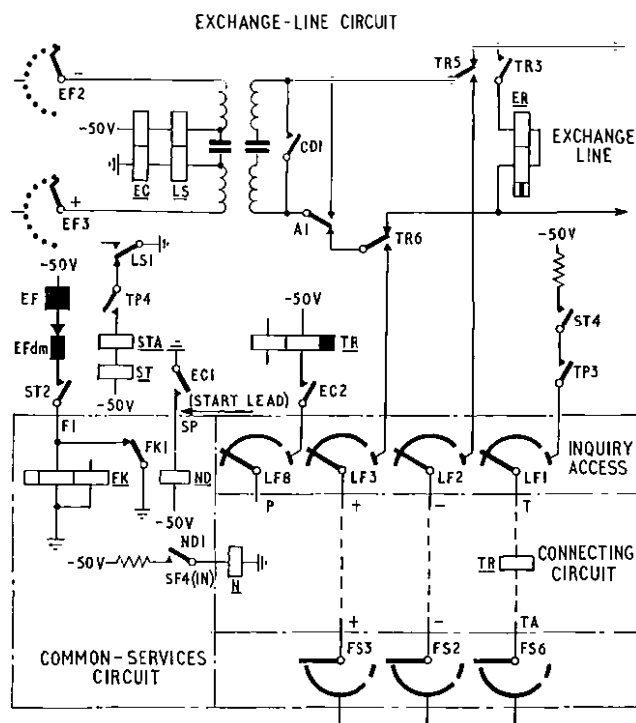 EXCHANGE-LINE CIRCUIT
EF2 -
TR5
TR3
ER
-50V
EC
LS
CD1
EXCHANGE
LINE
EF3 +
A1
TR6
LS1
-50V
-50V
EF
TP4
-50V
STA
TR
ST4
EFdm
ST
EC1
EC2
TP3
ST2
-50V
(START LEAD)
F1
SP
FK1
FK
ND
LF8
LF3
LF2
LF1
INQUIRY
ACCESS
P
+
-
T
-50V
ND1
-50V
SF4(IN)
N
TR
CONNECTING
CIRCUIT
+
-
TA
COMMON-SERVICES
CIRCUIT
FS3
FS2
FS6